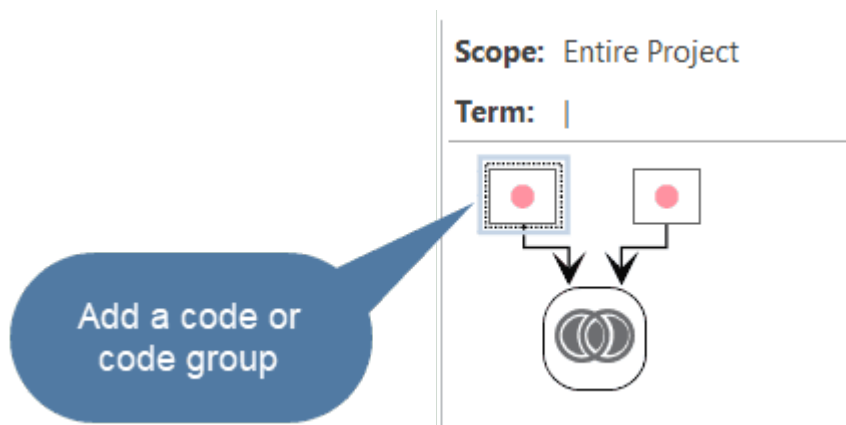 Scope: Entire Project
Term: |
Add a code or
code group